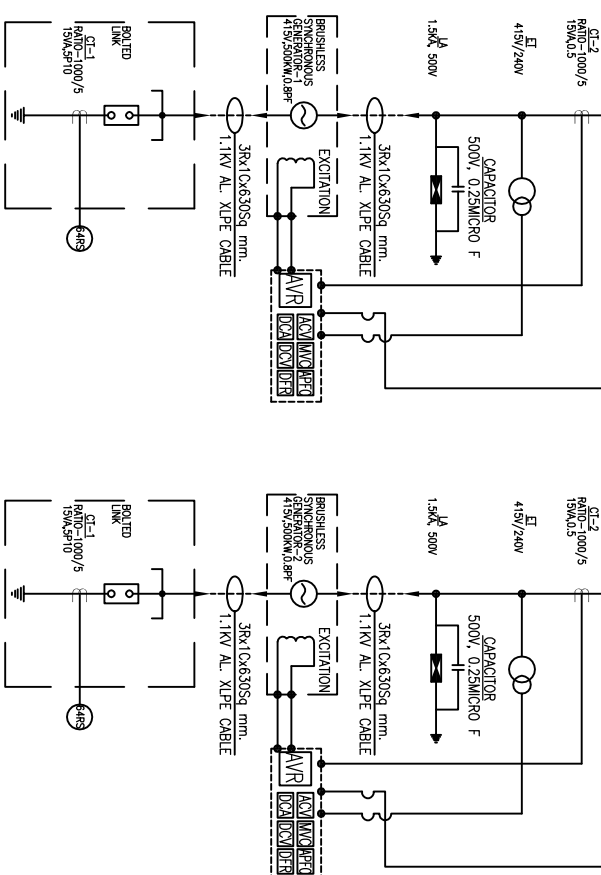 CT-2
RATIO-1000/5
15VA,0.5
ET
415V/240V
LA
1.5KA, 500V
CAPACITOR
500V, 0.25MICRO F
3Rx1Cx630Sq mm.
1.1KV AL. XLPE CABLE
BRUSHLESS
SYNCHRONOUS
GENERATOR-1
415V,500KW,0.8PF
EXCITATION
AVR
ACV
MVC
APFC
DCA
DCV
DFR
3Rx1Cx630Sq mm.
1.1KV AL. XLPE CABLE
BOLTED
LINK
CT-1
RATIO-1000/5
15VA,5P10
64RS
CT-2
RATIO-1000/5
15VA,0.5
ET
415V/240V
LA
1.5KA, 500V
CAPACITOR
500V, 0.25MICRO F
3Rx1Cx630Sq mm.
1.1KV AL. XLPE CABLE
BRUSHLESS
SYNCHRONOUS
GENERATOR-2
415V,500KW,0.8PF
EXCITATION
AVR
ACV
MVC
APFC
DCA
DCV
DFR
3Rx1Cx630Sq mm.
1.1KV AL. XLPE CABLE
BOLTED
LINK
CT-1
RATIO-1000/5
15VA,5P10
64RS